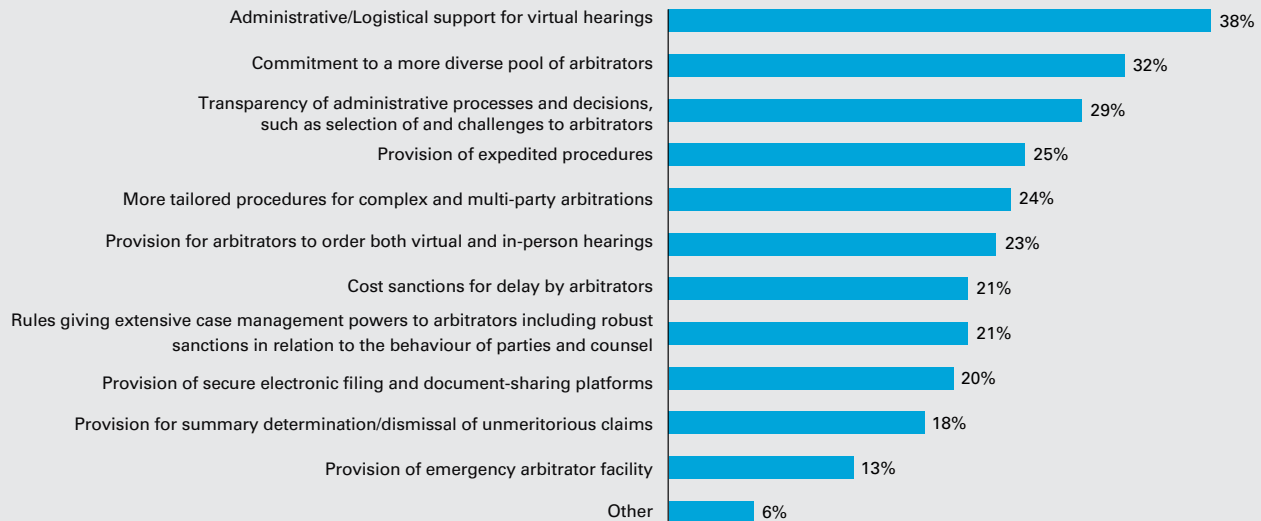 Administrative/Logistical support for virtual hearings 38%
Commitment to a more diverse pool of arbitrators 32%
Transparency of administrative processes and decisions,
such as selection of and challenges to arbitrators 29%
Provision of expedited procedures 25%
More tailored procedures for complex and multi-party arbitrations 24%
Provision for arbitrators to order both virtual and in-person hearings 23%
Cost sanctions for delay by arbitrators 21%
Rules giving extensive case management powers to arbitrators including robust
sanctions in relation to the behaviour of parties and counsel 21%
Provision of secure electronic filing and document-sharing platforms 20%
Provision for summary determination/dismissal of unmeritorious claims 18%
Provision of emergency arbitrator facility 13%
Other 6%